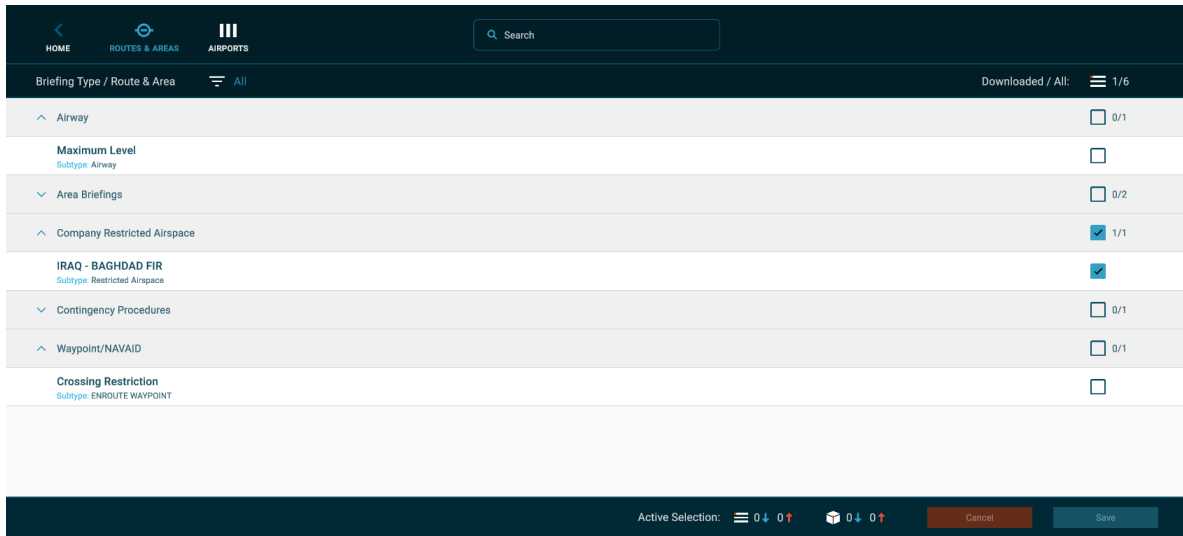 HOME
ROUTES & AREAS
AIRPORTS
Search
Briefing Type / Route & Area
All
Downloaded / All: 1/6
Airway 0/1
Maximum Level
Subtype: Airway
Area Briefings 0/2
Company Restricted Airspace 1/1
IRAQ - BAGHDAD FIR
Subtype: Restricted Airspace
Contingency Procedures 0/1
Waypoint/NAVAID 0/1
Crossing Restriction
Subtype: ENROUTE WAYPOINT
Active Selection: 0↓ 0↑ 0↓ 0↑ Cancel Save